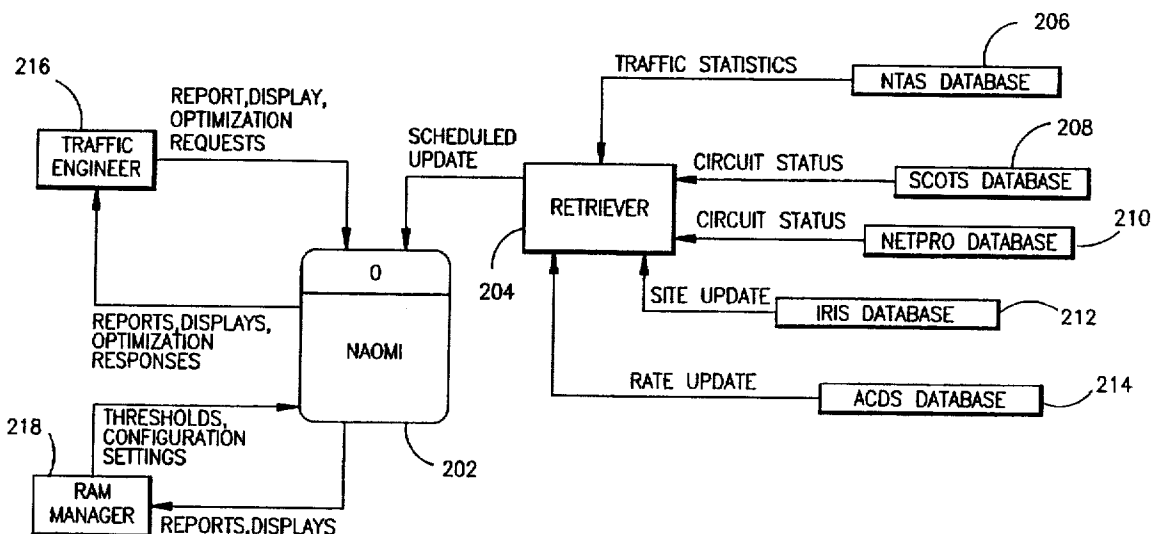 206
216
TRAFFIC STATISTICS
NTAS DATABASE
REPORT,DISPLAY,
OPTIMIZATION
REQUESTS
TRAFFIC
ENGINEER
SCHEDULED
UPDATE
208
CIRCUIT STATUS
SCOTS DATABASE
RETRIEVER
CIRCUIT STATUS
NETPRO DATABASE
210
204
0
SITE UPDATE
IRIS DATABASE
212
REPORTS,DISPLAYS,
OPTIMIZATION
RESPONSES
NAOMI
RATE UPDATE
ACDS DATABASE
214
THRESHOLDS,
CONFIGURATION
SETTINGS
218
202
RAM
MANAGER
REPORTS,DISPLAYS